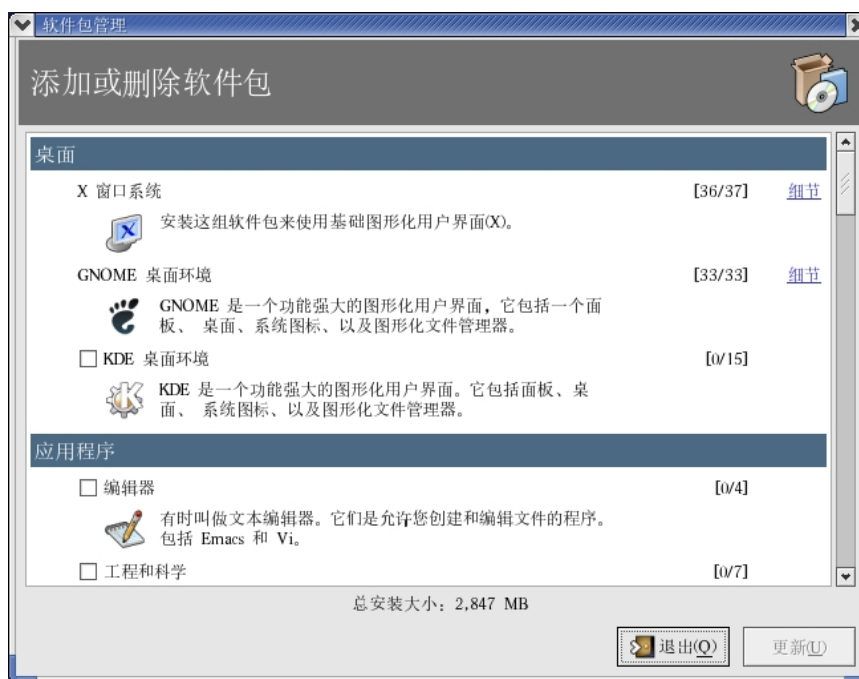 软件包管理
添加或删除软件包
桌面
X 窗口系统 [36/37] 细节
安装这组软件包来使用基础图形化用户界面(X)。
GNOME 桌面环境 [33/33] 细节
GNOME 是一个功能强大的图形化用户界面，它包括一个面
板、 桌面、系统图标、以及图形化文件管理器。
KDE 桌面环境 [0/15]
KDE 是一个功能强大的图形化用户界面。它包括面板、桌
面、 系统图标、以及图形化文件管理器。
应用程序
编辑器 [0/4]
有时叫做文本编辑器。它们是允许您创建和编辑文件的程序。
包括 Emacs 和 Vi。
工程和科学 [0/7]
总安装大小：2,847 MB
退出(Q) 更新(U)